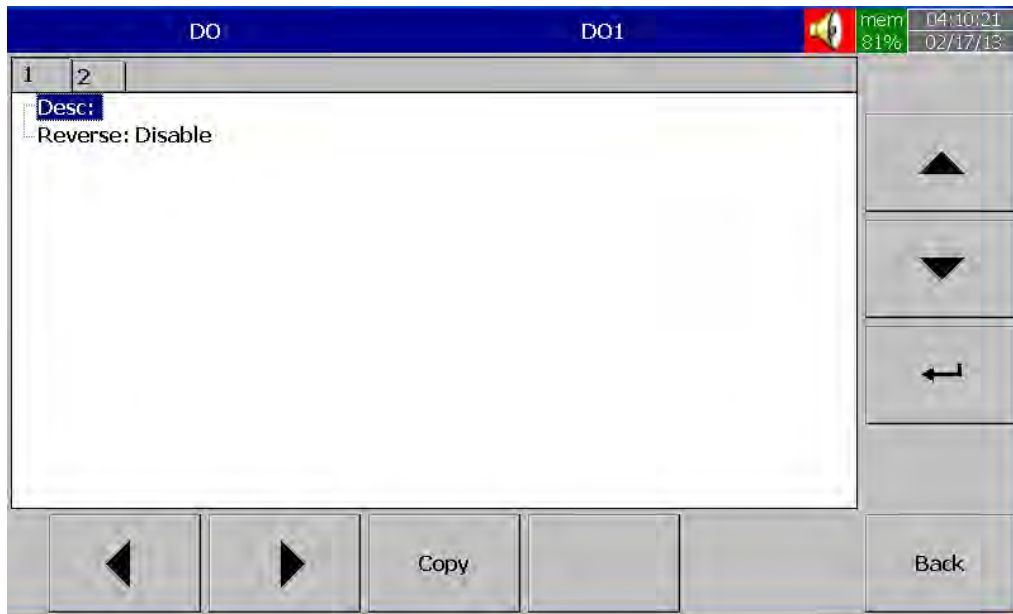 DO DO1 mem 04:10:21
81% 02/17/13
1 2
Desc:
Reverse: Disable
Copy Back